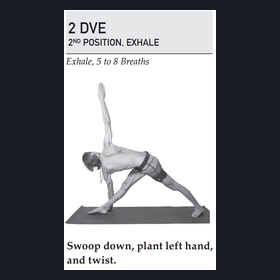 2 DVE
2ND POSITION, EXHALE
Exhale, 5 to 8 Breaths
Swoop down, plant left hand,
and twist.